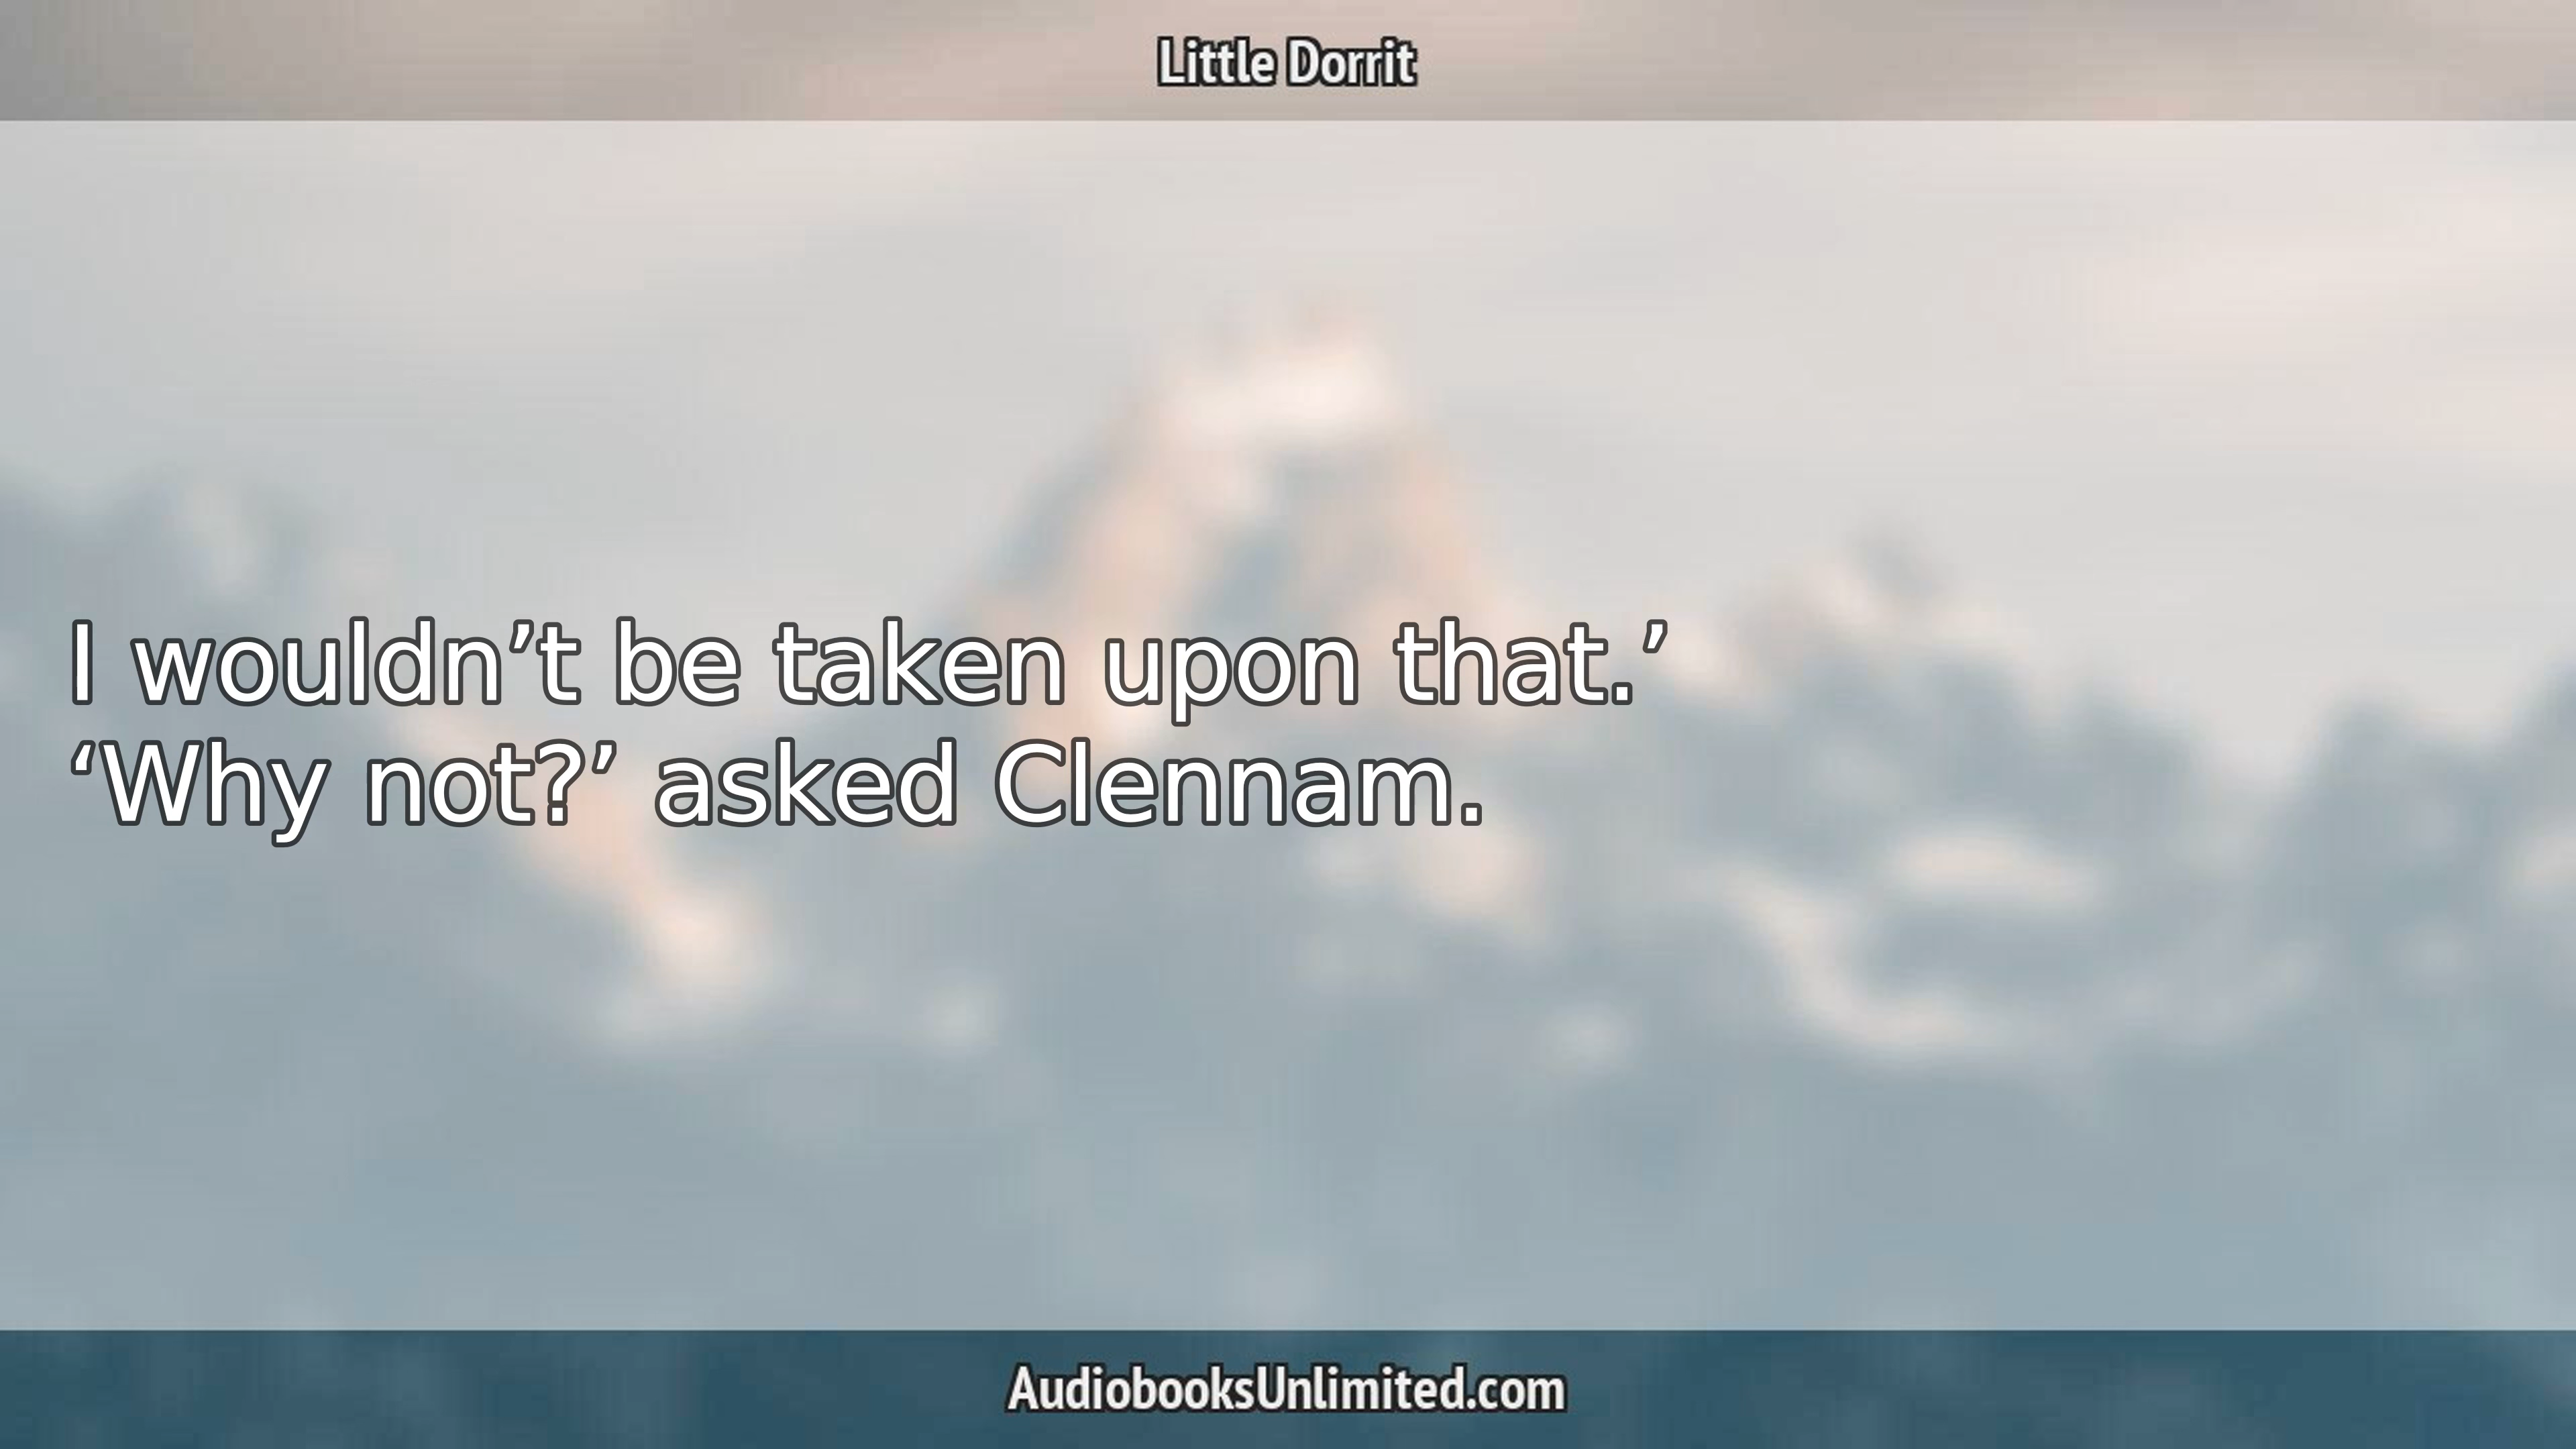 Little Dorrit
I wouldn’t be taken upon that.’
‘Why not?’ asked Clennam.
AudiobooksUnlimited.com